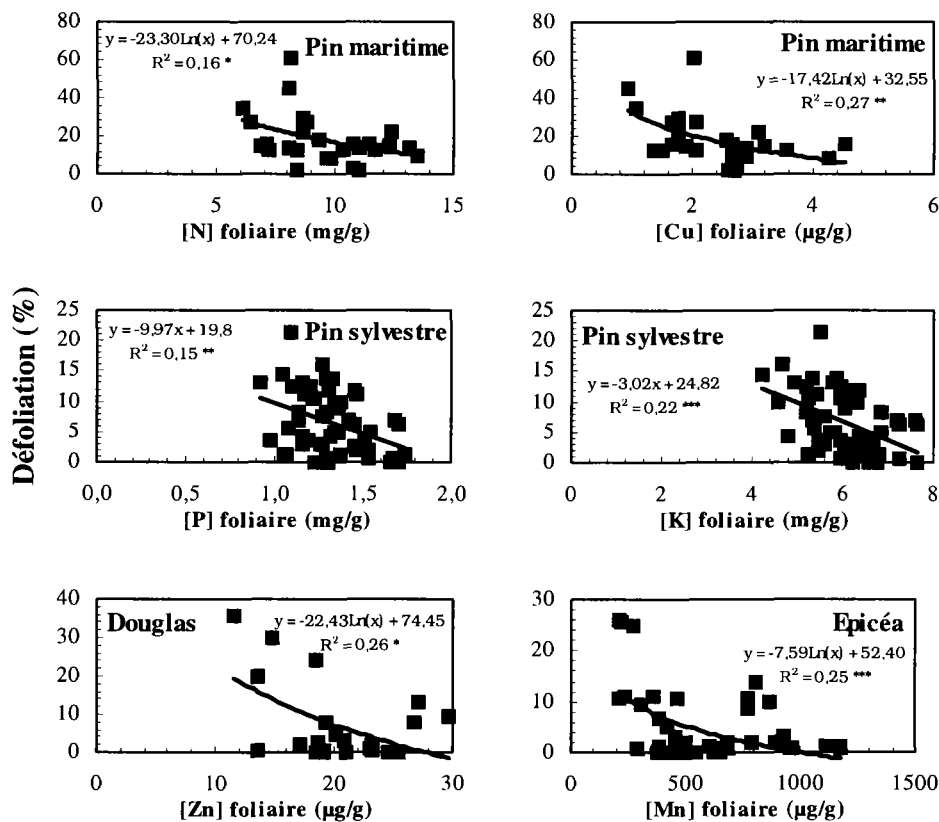 Défoliation (%)
80
60
40
20
0
y = -23,30Ln(x) + 70,24
R² = 0,16 *
Pin maritime
0 5 10 15
[N] foliaire (mg/g)
80
60
40
20
0
Pin maritime
y = -17,42Ln(x) + 32,55
R² = 0,27 **
0 2 4 6
[Cu] foliaire (µg/g)
25
20
15
10
5
0
y = -9,97x + 19,8
R² = 0,15 **
Pin sylvestre
0,0 0,5 1,0 1,5 2,0
[P] foliaire (mg/g)
25
20
15
10
5
0
Pin sylvestre
y = -3,02x + 24,82
R² = 0,22 ***
0 2 4 6 8
[K] foliaire (mg/g)
40
30
20
10
0
Douglas
y = -22,43Ln(x) + 74,45
R² = 0,26 *
0 10 20 30
[Zn] foliaire (µg/g)
30
20
10
0
Epicéa
y = -7,59Ln(x) + 52,40
R² = 0,25 ***
0 500 1000 1500
[Mn] foliaire (µg/g)